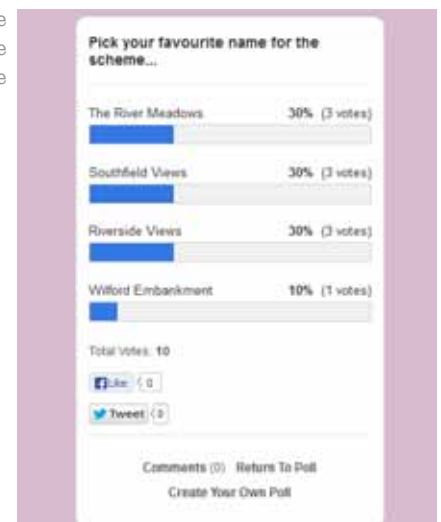 e
e
e
Pick your favourite name for the
scheme...
The River Meadows 30% (3 votes)
Southfield Views 30% (3 votes)
Riverside Views 30% (3 votes)
Wilford Embankment 10% (1 votes)
Total Votes: 10
Like 0
Tweet 0
Comments (0) Return To Poll
Create Your Own Poll